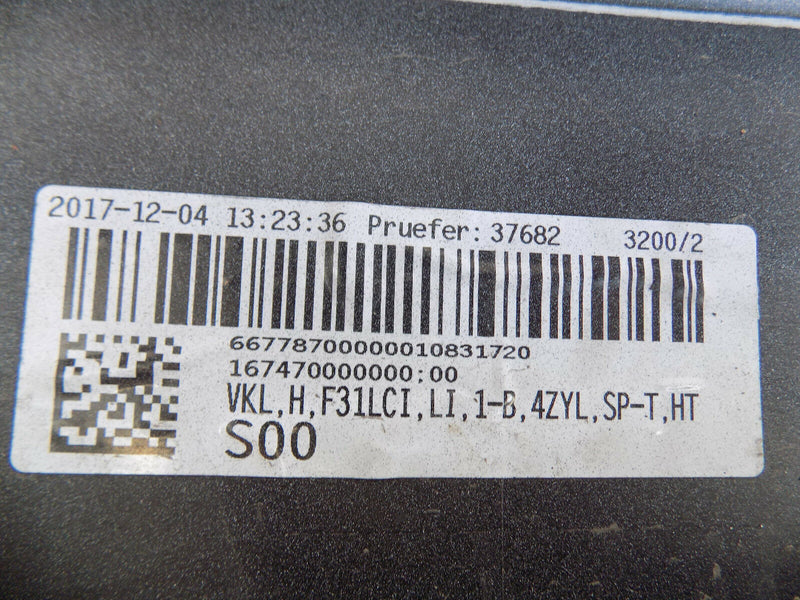 2017-12-04 13:23:36 Pruefer: 37682 3200/2
667787000000010831720
167470000000;00
VKL,H,F31LCI,LI,1-B,4ZYL,SP-T,HT
S00